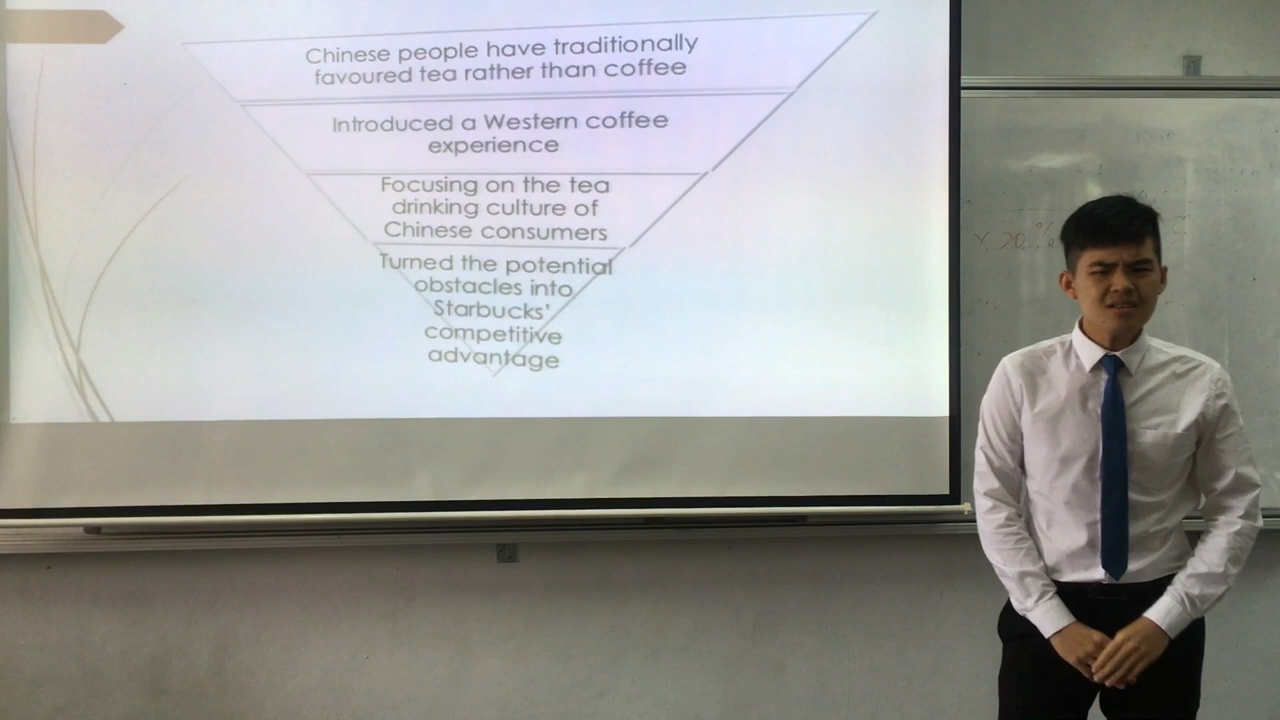 Chinese people have traditionally
favoured tea rather than coffee
Introduced a Western coffee
experience
Focusing on the tea
drinking culture of
Chinese consumers
Turned the potential
obstacles into
Starbucks’
competitive
advantage